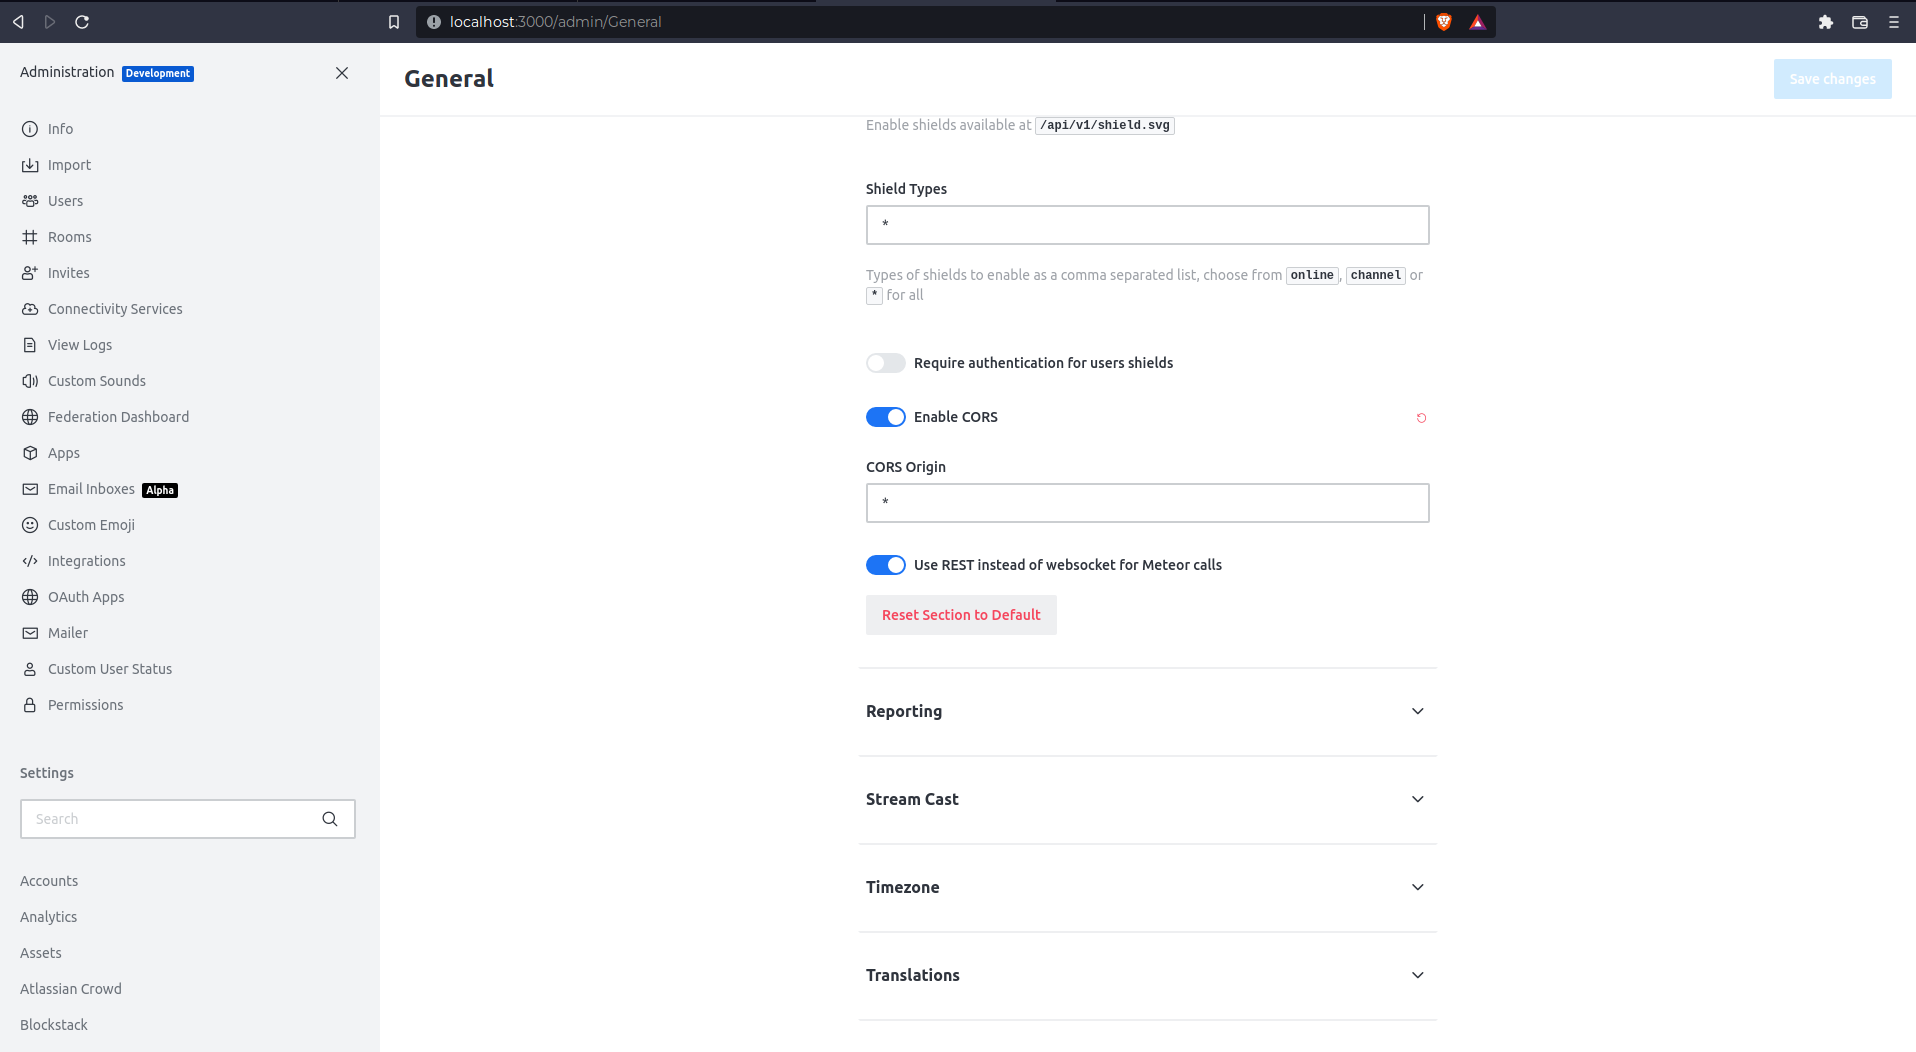 localhost:3000/admin/General
Administration Development
Info
Import
Users
Rooms
Invites
Connectivity Services
View Logs
Custom Sounds
Federation Dashboard
Apps
Email Inboxes Alpha
Custom Emoji
Integrations
OAuth Apps
Mailer
Custom User Status
Permissions
Settings
Search
Accounts
Analytics
Assets
Atlassian Crowd
Blockstack
General
Save changes
Enable shields available at /api/v1/shield.svg
Shield Types
*
Types of shields to enable as a comma separated list, choose from online, channel or
* for all
Require authentication for users shields
Enable CORS
CORS Origin
*
Use REST instead of websocket for Meteor calls
Reset Section to Default
Reporting
Stream Cast
Timezone
Translations